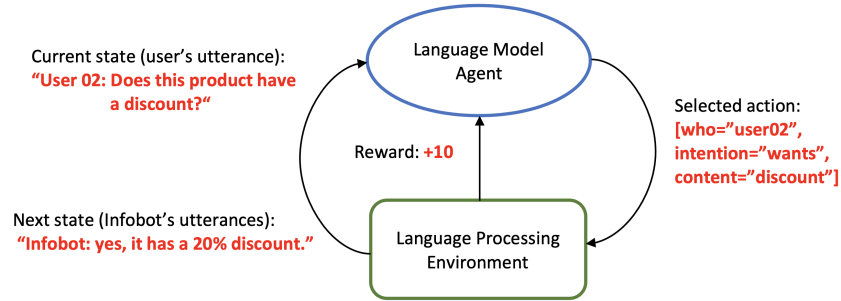 Current state (user’s utterance):
“User 02: Does this product have
a discount?“
Language Model
Agent
Selected action:
[who=”user02”,
intention=”wants”,
content=”discount”]
Reward: +10
Next state (Infobot’s utterances):
“Infobot: yes, it has a 20% discount.”
Language Processing
Environment